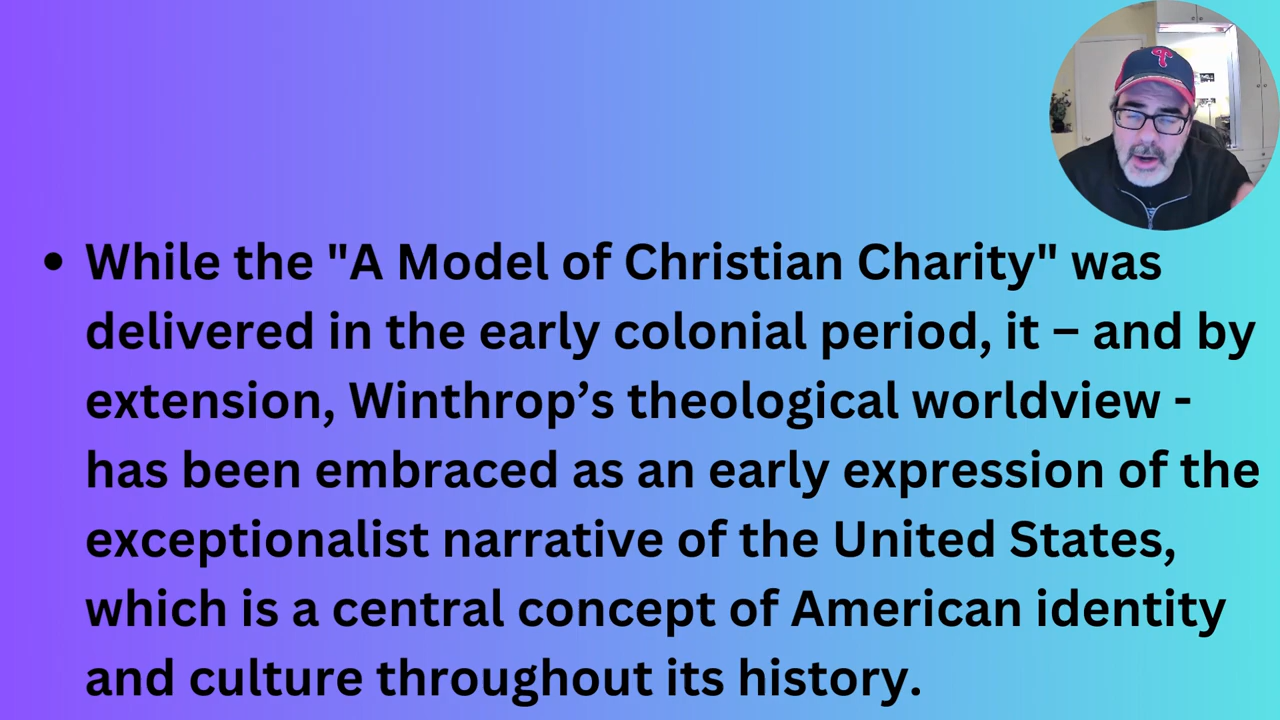 • While the "A Model of Christian Charity" was
delivered in the early colonial period, it – and by
extension, Winthrop’s theological worldview -
has been embraced as an early expression of the
exceptionalist narrative of the United States,
which is a central concept of American identity
and culture throughout its history.